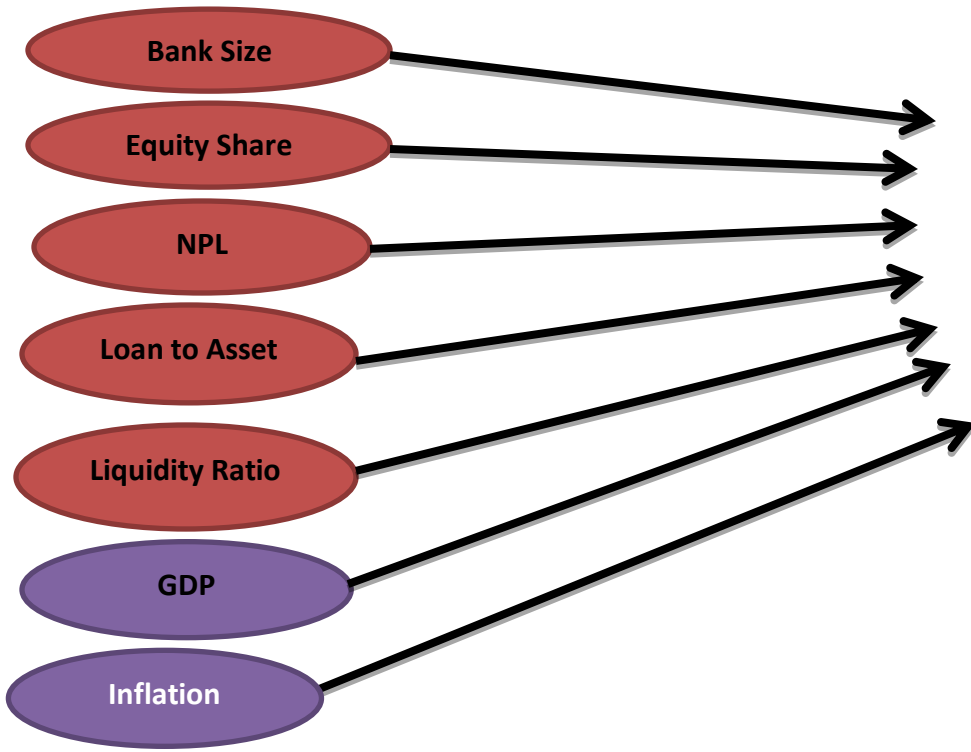 Bank Size
Equity Share
NPL
Loan to Asset
Liquidity Ratio
GDP
Inflation